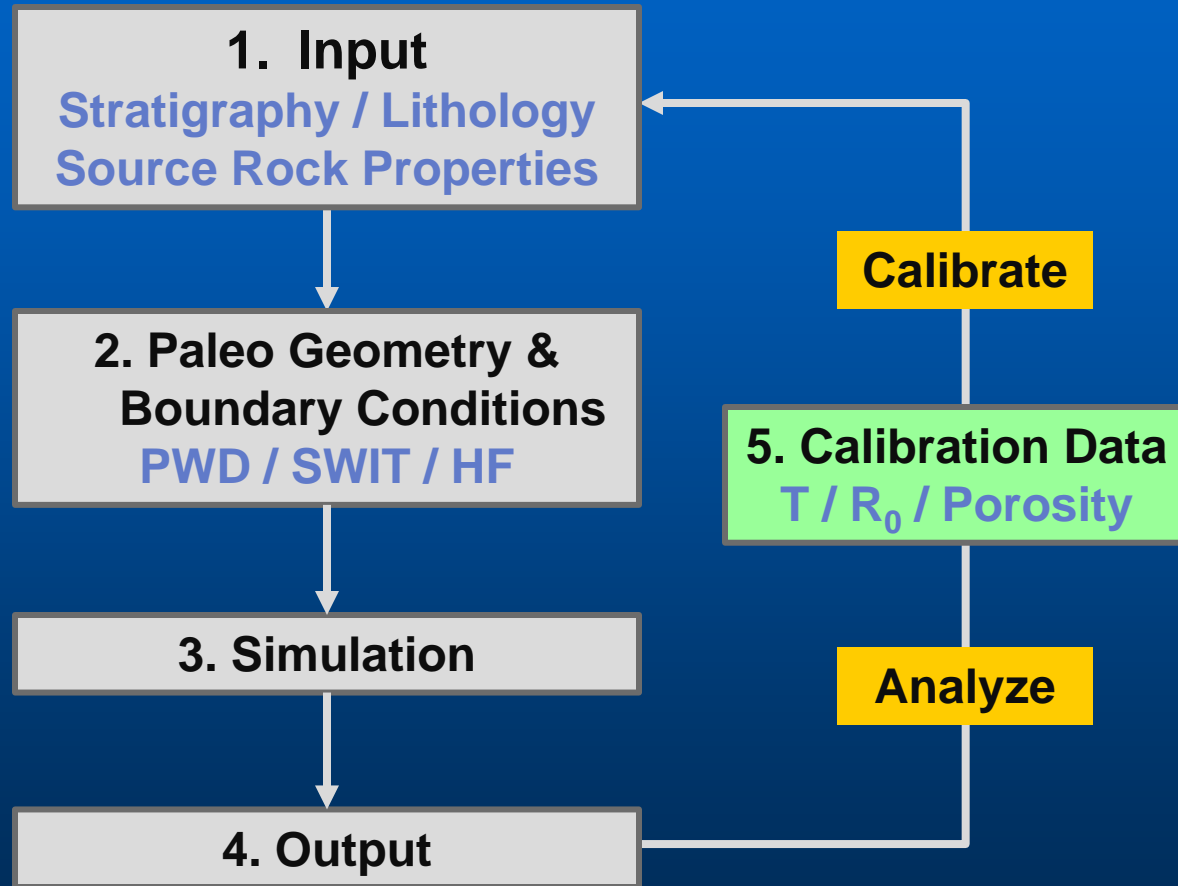 1. Input
Stratigraphy / Lithology
Source Rock Properties
2. Paleo Geometry &
Boundary Conditions
PWD / SWIT / HF
3. Simulation
4. Output
Calibrate
5. Calibration Data
T / R₀ / Porosity
Analyze